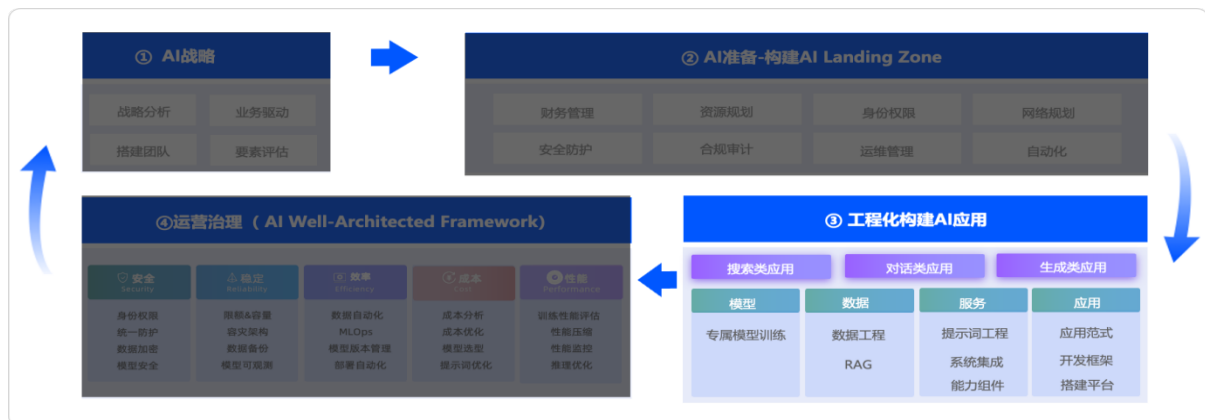 ① AI战略
战略分析 业务驱动
搭建团队 要素评估
② AI准备-构建AI Landing Zone
财务管理 资源规划 身份权限 网络规划
安全防护 合规审计 运维管理 自动化
③ 工程化构建AI应用
搜索类应用 对话类应用 生成类应用
模型 数据 服务 应用
专属模型训练 数据工程 提示词工程 应用范式
RAG 系统集成 开发框架
能力组件 搭建平台
④运营治理（ AI Well-Architected Framework)
安全 稳定 效率 成本 性能
Security Reliability Efficiency Cost Performance
身份权限 限额&容量 数据自动化 成本分析 训练性能评估
统一防护 容灾架构 MLOps 成本优化 性能压缩
数据加密 数据备份 模型版本管理 模型选型 性能监控
模型安全 模型可观测 部署自动化 提示词优化 推理优化